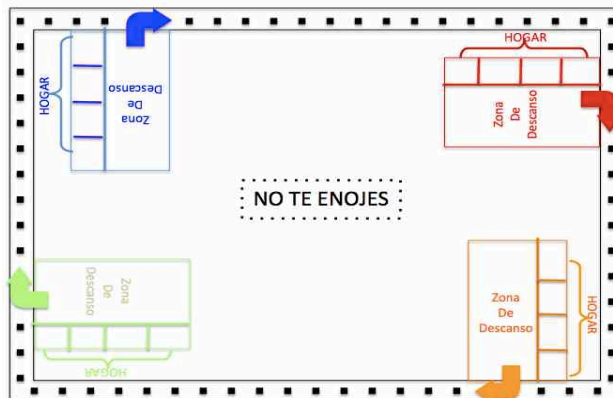 HOGAR
Zona
De
Descanso
HOGAR
Zona
De
Descanso
NO TE ENOJES
Zona
De
Descanso
HOGAR
Zona
De
Descanso
HOGAR